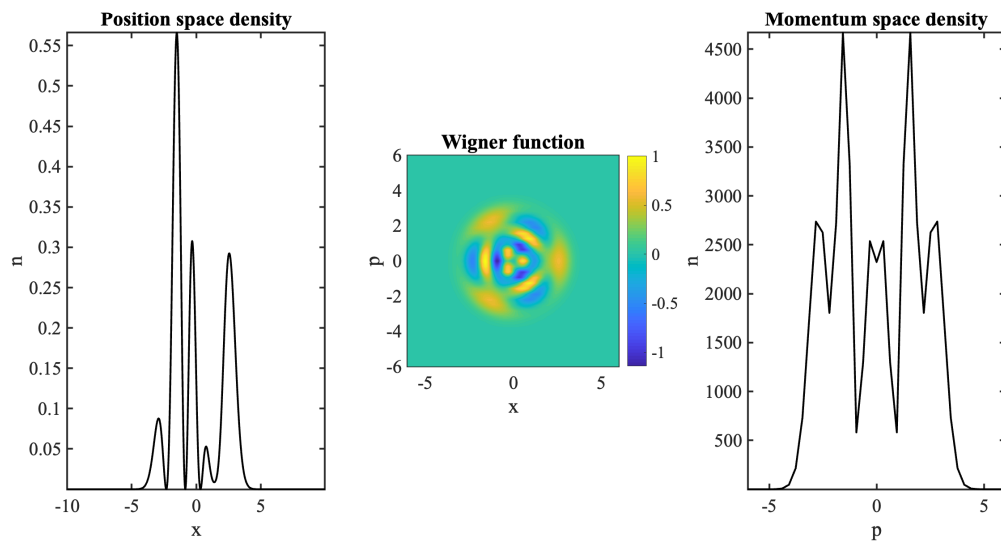 Position space density
0.55
0.5
0.45
0.4
0.35
0.3
0.25
0.2
0.15
0.1
0.05
n
-10 -5 0 5
x
Wigner function
6
4
2
0
-2
-4
-6
p
-5 0 5
x
1
0.5
0
-0.5
-1
Momentum space density
4500
4000
3500
3000
2500
2000
1500
1000
500
n
-5 0 5
p